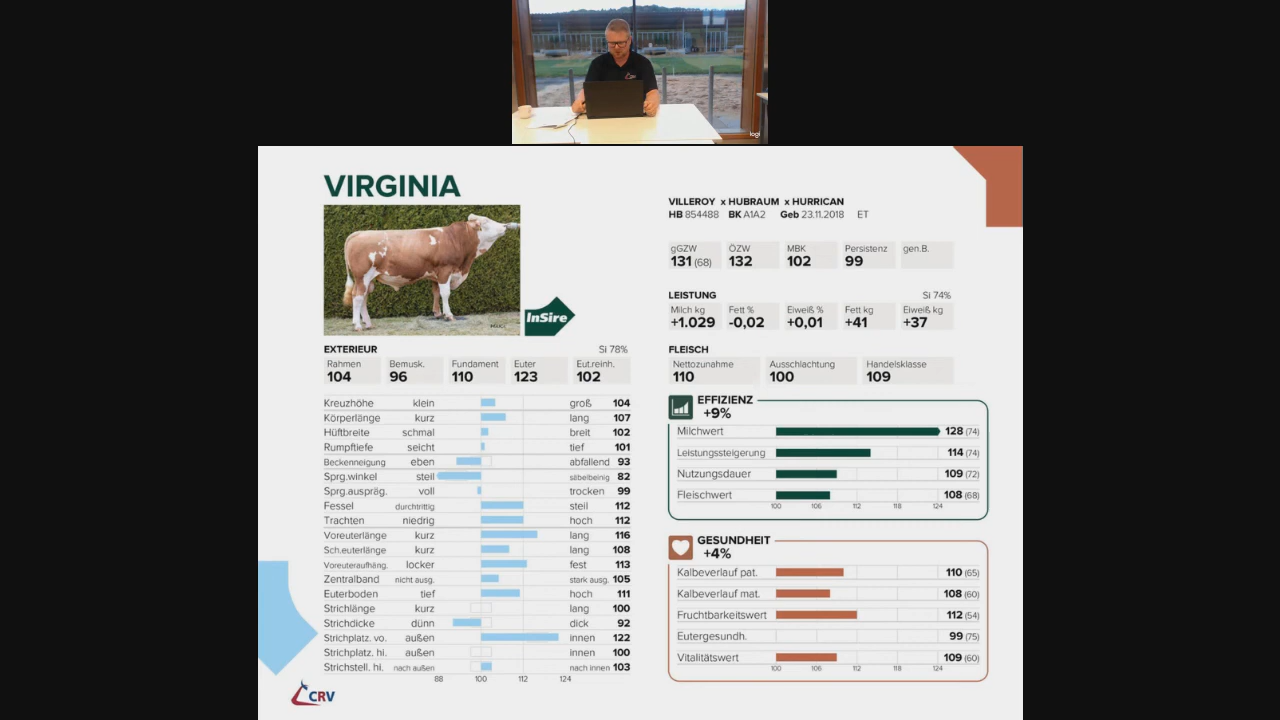 logi
VIRGINIA
InSire
VILLEROY x HUBRAUM x HURRICAN
HB 854488 BK A1A2 Geb 23.11.2018 ET
gGZW ÖZW MBK Persistenz gen.B.
131 (68) 132 102 99
LEISTUNG Si 74%
Milch kg Fett % Eiweiß % Fett kg Eiweiß kg
+1.029 -0,02 +0,01 +41 +37
EXTERIEUR Si 78%
Rahmen Bemusk. Fundament Euter Eut.reinh.
104 96 110 123 102
FLEISCH
Nettozunahme Ausschlachtung Handelsklasse
110 100 109
Kreuzhöhe klein groß 104
Körperlänge kurz lang 107
Hüftbreite schmal breit 102
Rumpftiefe seicht tief 101
Beckenneigung eben abfallend 93
Sprg.winkel steil säbelbeinig 82
Sprg.auspräg. voll trocken 99
Fessel durchtrittig steil 112
Trachten niedrig hoch 112
Voreuterlänge kurz lang 116
Sch.euterlänge kurz lang 108
Voreuteraufhäng. locker fest 113
Zentralband nicht ausg. stark ausg. 105
Euterboden tief hoch 111
Strichlänge kurz lang 100
Strichdicke dünn dick 92
Strichplatz. vo. außen innen 122
Strichplatz. hi. außen innen 100
Strichstell. hi. nach außen nach innen 103
88 100 112 124
EFFIZIENZ
+9%
Milchwert 128 (74)
Leistungssteigerung 114 (74)
Nutzungsdauer 109 (72)
Fleischwert 108 (68)
100 106 112 118 124
GESUNDHEIT
+4%
Kalbeverlauf pat. 110 (65)
Kalbeverlauf mat. 108 (60)
Fruchtbarkeitswert 112 (54)
Eutergesundh. 99 (75)
Vitalitätswert 109 (60)
100 106 112 118 124
CRV